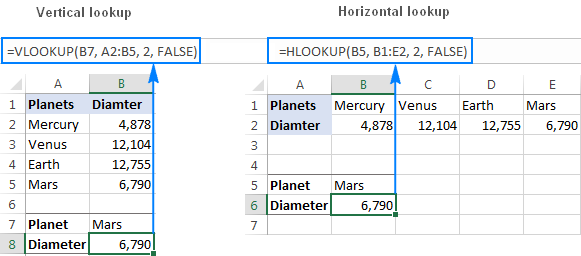 Vertical lookup
=VLOOKUP(B7, A2:B5, 2, FALSE)
A B
1 Planets Diamter
2 Mercury 4,878
3 Venus 12,104
4 Earth 12,755
5 Mars 6,790
6
7 Planet Mars
8 Diameter 6,790
Horizontal lookup
=HLOOKUP(B5, B1:E2, 2, FALSE)
A B C D E
1 Planets Mercury Venus Earth Mars
2 Diamter 4,878 12,104 12,755 6,790
3
4
5 Planet Mars
6 Diameter 6,790
7